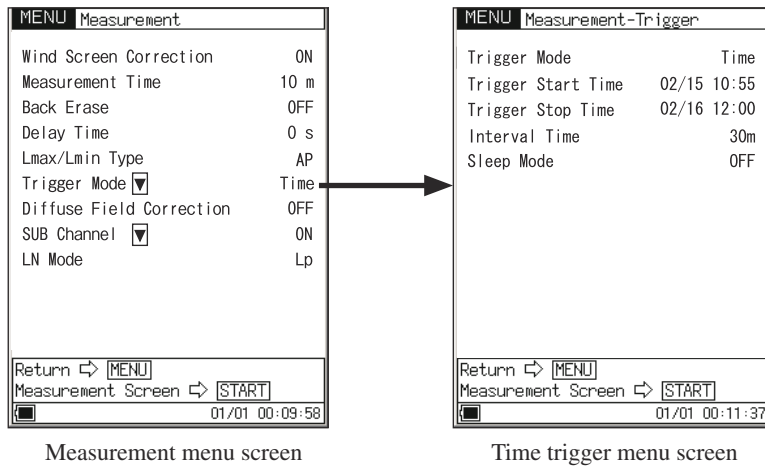 MENU Measurement
Wind Screen Correction ON
Measurement Time 10 m
Back Erase OFF
Delay Time 0 s
Lmax/Lmin Type AP
Trigger Mode ▼ Time
Diffuse Field Correction OFF
SUB Channel ▼ ON
LN Mode Lp
Return ⇨ MENU
Measurement Screen ⇨ START
01/01 00:09:58
Measurement menu screen
MENU Measurement-Trigger
Trigger Mode Time
Trigger Start Time 02/15 10:55
Trigger Stop Time 02/16 12:00
Interval Time 30m
Sleep Mode OFF
Return ⇨ MENU
Measurement Screen ⇨ START
01/01 00:11:37
Time trigger menu screen